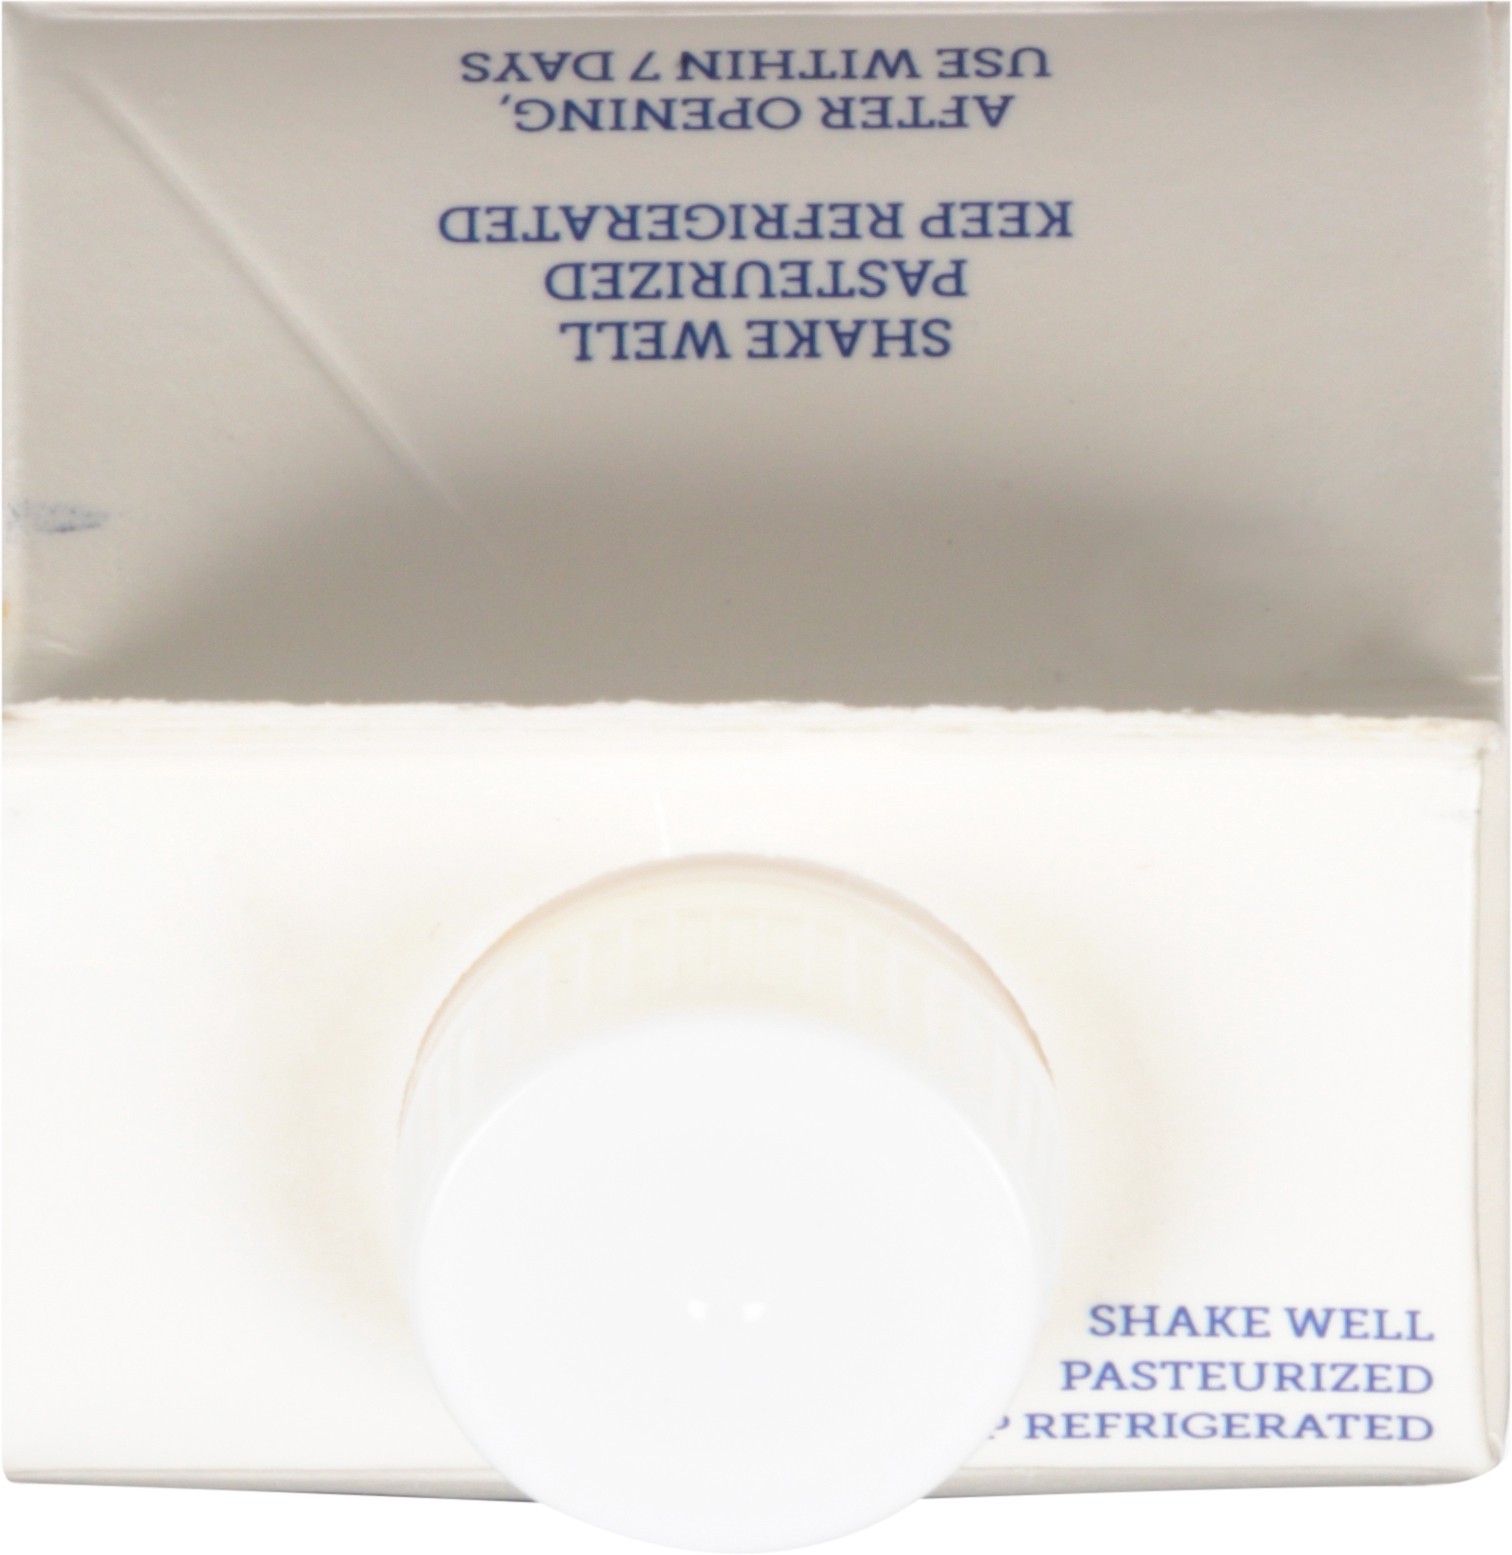 SHAKE WELL
PASTEURIZED
KEEP REFRIGERATED
AFTER OPENING,
USE WITHIN 7 DAYS
SHAKE WELL
PASTEURIZED
REFRIGERATED